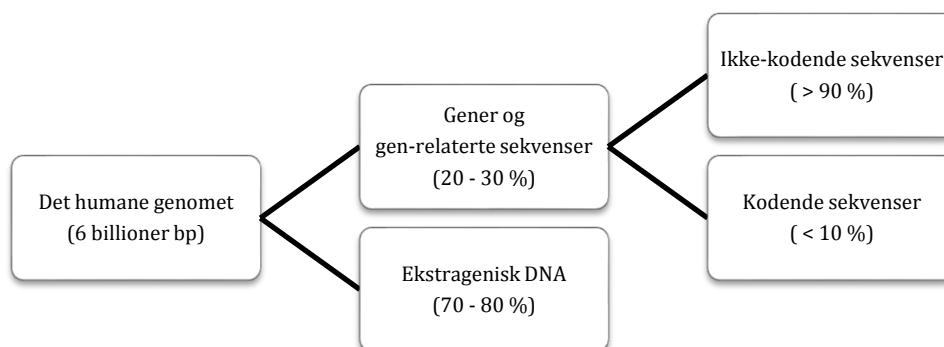 Det humane genomet
(6 billioner bp)
Gener og
gen-relaterte sekvenser
(20 - 30 %)
Ekstragenisk DNA
(70 - 80 %)
Ikke-kodende sekvenser
( > 90 %)
Kodende sekvenser
( < 10 %)